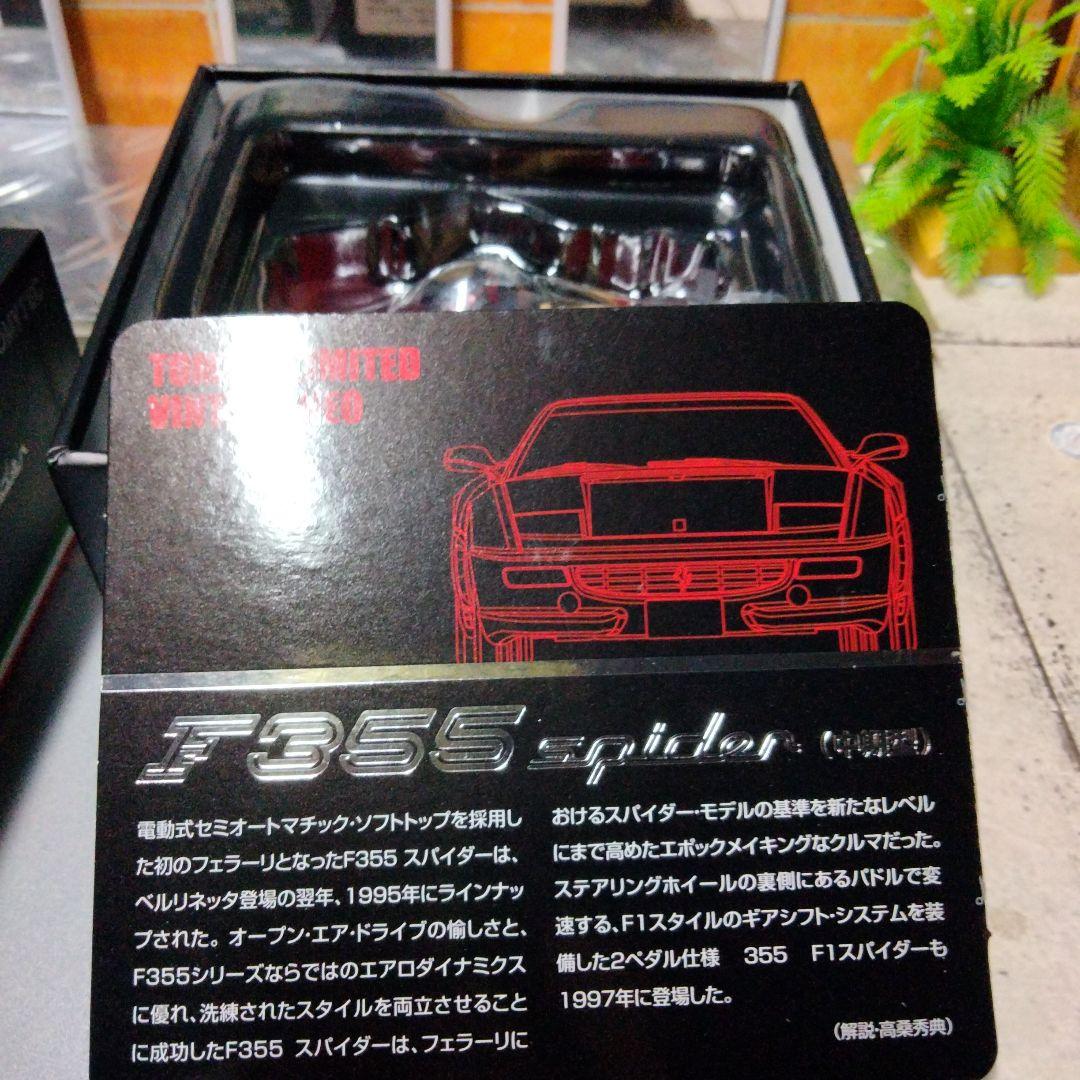 TOMICA LIMITED
VINTAGE NEO
F355 spider (中期型)
電動式セミオートマチック・ソフトトップを採用し
た初のフェラーリとなったF355 スパイダーは、
ベルリネッタ登場の翌年、1995年にラインナッ
プされた。オープン・エア・ドライブの愉しさと、
F355シリーズならではのエアロダイナミクス
に優れ、洗練されたスタイルを両立させること
に成功したF355 スパイダーは、フェラーリに
おけるスパイダー・モデルの基準を新たなレベル
にまで高めたエポックメイキングなクルマだった。
ステアリングホイールの裏側にあるパドルで変
速する、F1スタイルのギアシフト・システムを装
備した2ペダル仕様 355 F1スパイダーも
1997年に登場した。
(解説・高桑秀典)